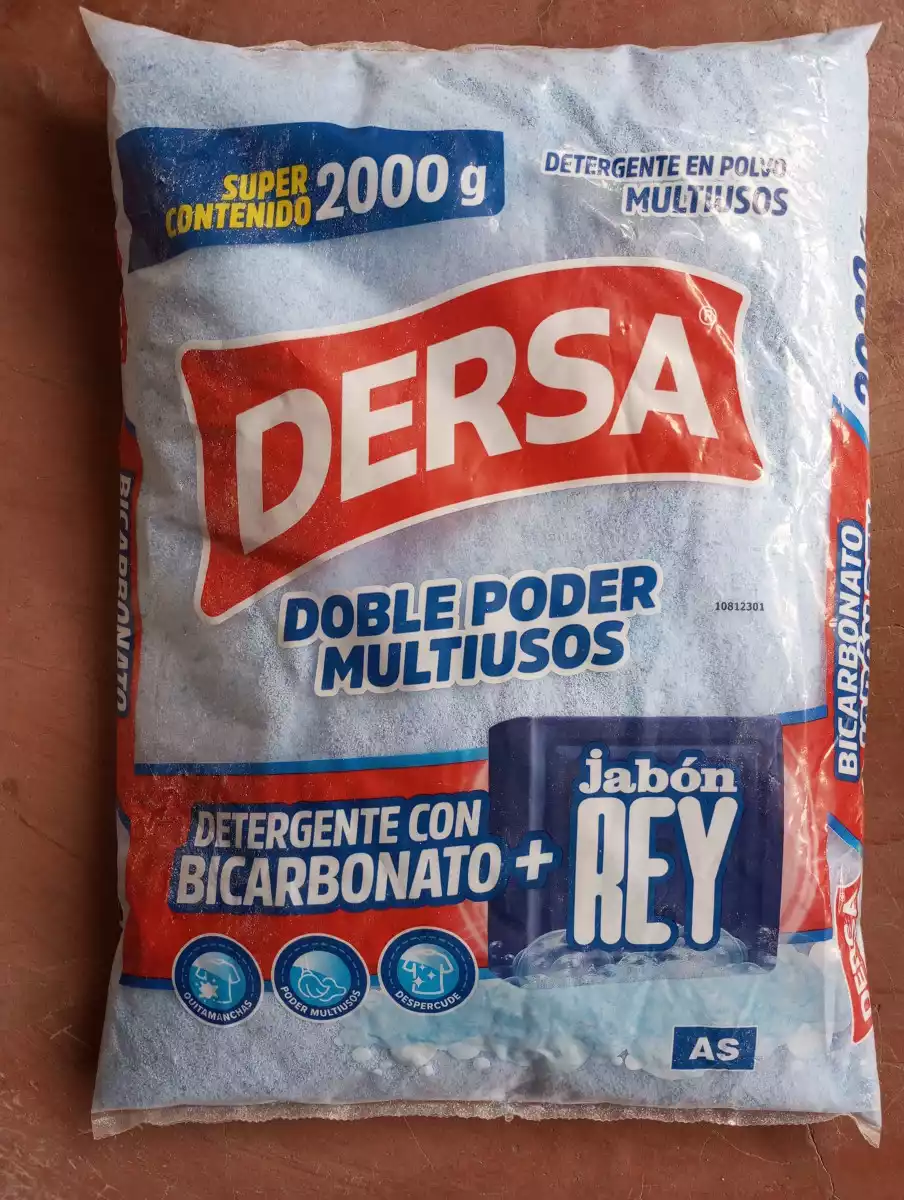 SUPER
CONTENIDO 2000 g
DETERGENTE EN POLVO
MULTIUSOS
DERSA®
DOBLE PODER
MULTIUSOS
10812301
jabón
REY
DETERGENTE CON
BICARBONATO +
QUITAMANCHAS
PODER MULTIUSOS
DESPERCUDE
AS
BICARBONATO
BICARBONATO
DERSA